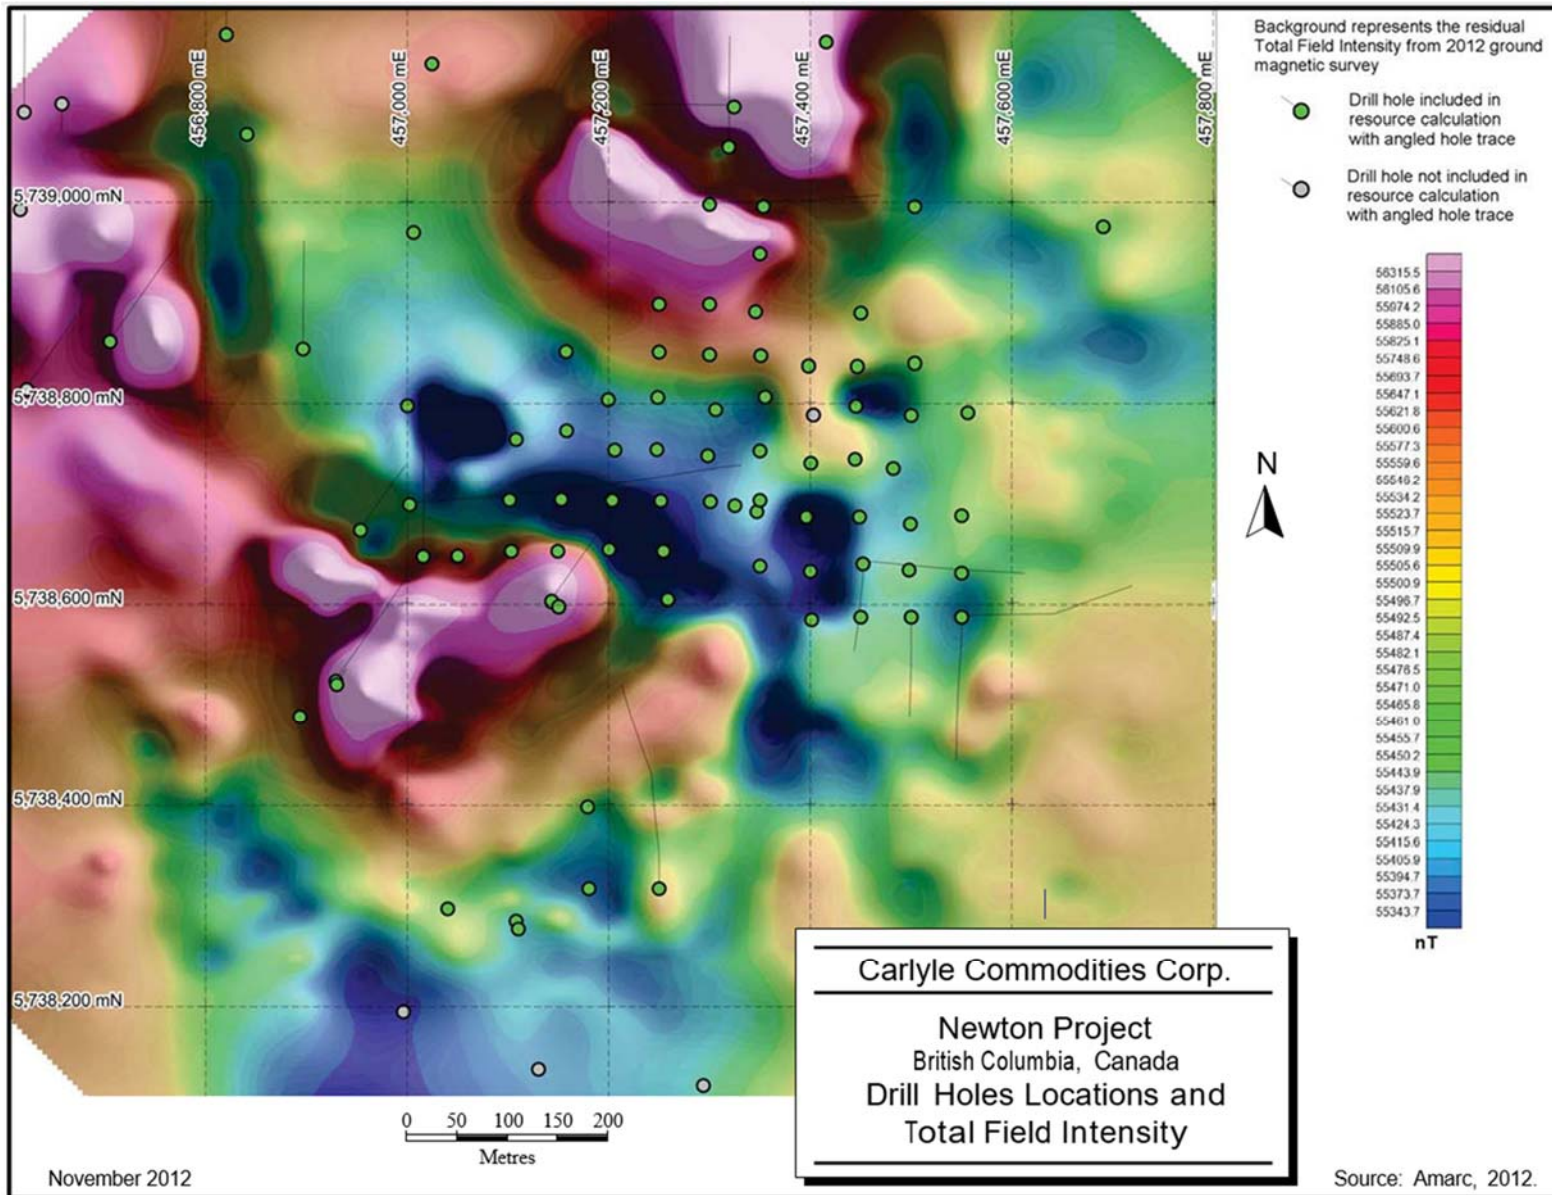 Background represents the residual
Total Field Intensity from 2012 ground
magnetic survey
Drill hole included in
resource calculation
with angled hole trace
Drill hole not included in
resource calculation
with angled hole trace
456,800 mE
457,000 mE
457,200 mE
457,400 mE
457,600 mE
457,800 mE
5,739,000 mN
5,738,800 mN
5,738,600 mN
5,738,400 mN
5,738,200 mN
56315.5
56105.6
55974.2
55885.0
55825.1
55748.6
55693.7
55647.1
55621.8
55600.6
55577.3
55559.6
55546.2
55534.2
55523.7
55515.7
55509.9
55505.6
55500.9
55496.7
55492.5
55487.4
55482.1
55476.5
55471.0
55465.8
55461.0
55455.7
55450.2
55443.9
55437.9
55431.4
55424.3
55415.6
55405.9
55394.7
55373.7
55343.7
nT
N
Carlyle Commodities Corp.
Newton Project
British Columbia, Canada
Drill Holes Locations and
Total Field Intensity
0 50 100 150 200
Metres
November 2012
Source: Amarc, 2012.